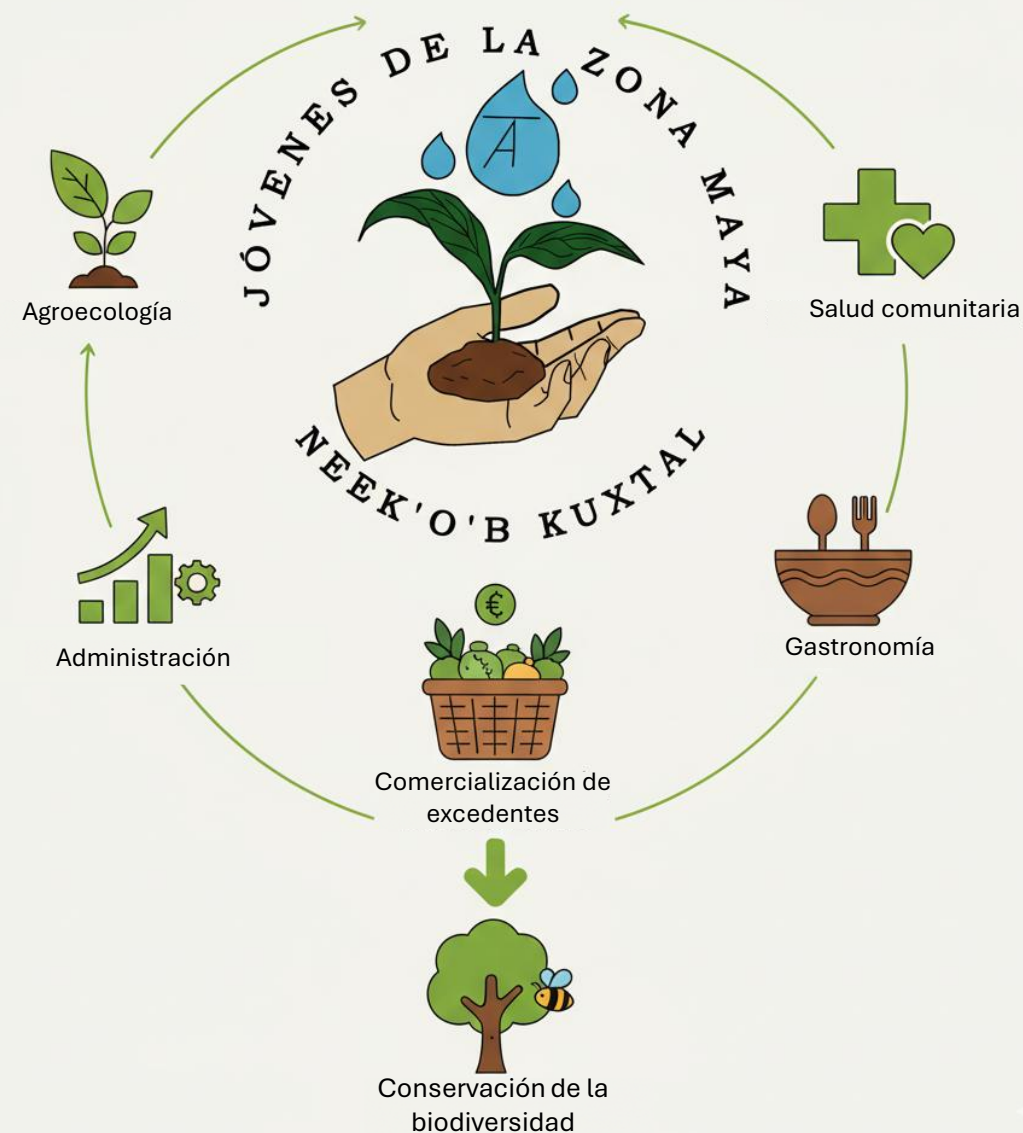 JÓVENES DE LA ZONA MAYA
A
Agroecología
Salud comunitaria
NEEK'O'B KUXTAL
€
Administración
Gastronomía
Comercialización de
excedentes
Conservación de la
biodiversidad